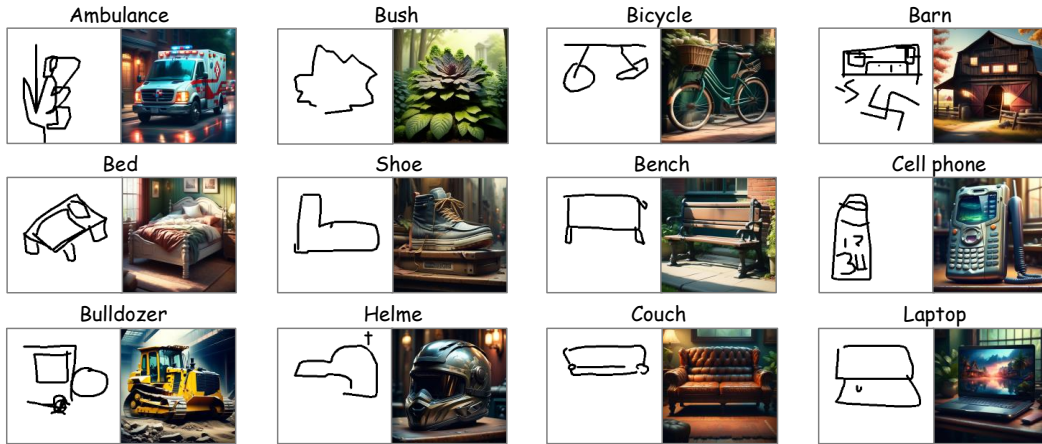 Ambulance
Bush
Bicycle
Barn
Bed
Shoe
Bench
Cell phone
Bulldozer
Helme
Couch
Laptop